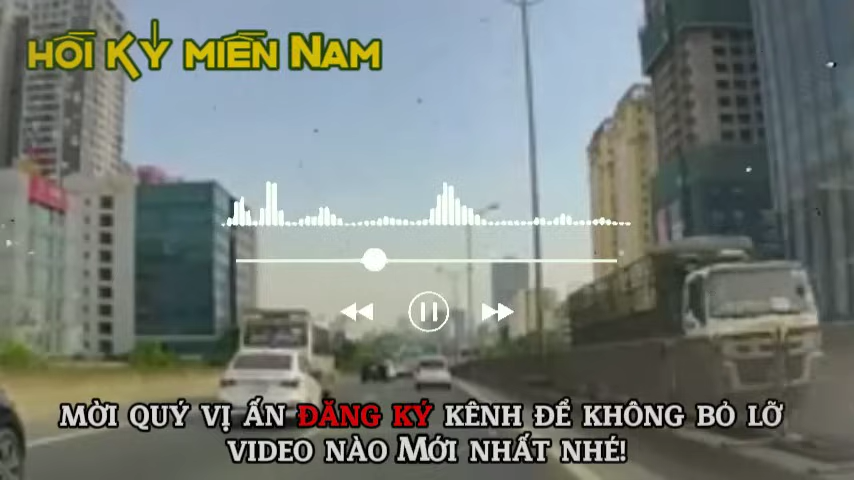 HỒI KÝ MIỀN NAM
MỜI QUÝ VỊ ẤN ĐĂNG KÝ KÊNH ĐỂ KHÔNG BỎ LỠ
VIDEO NÀO MỚI NHẤT NHÉ!